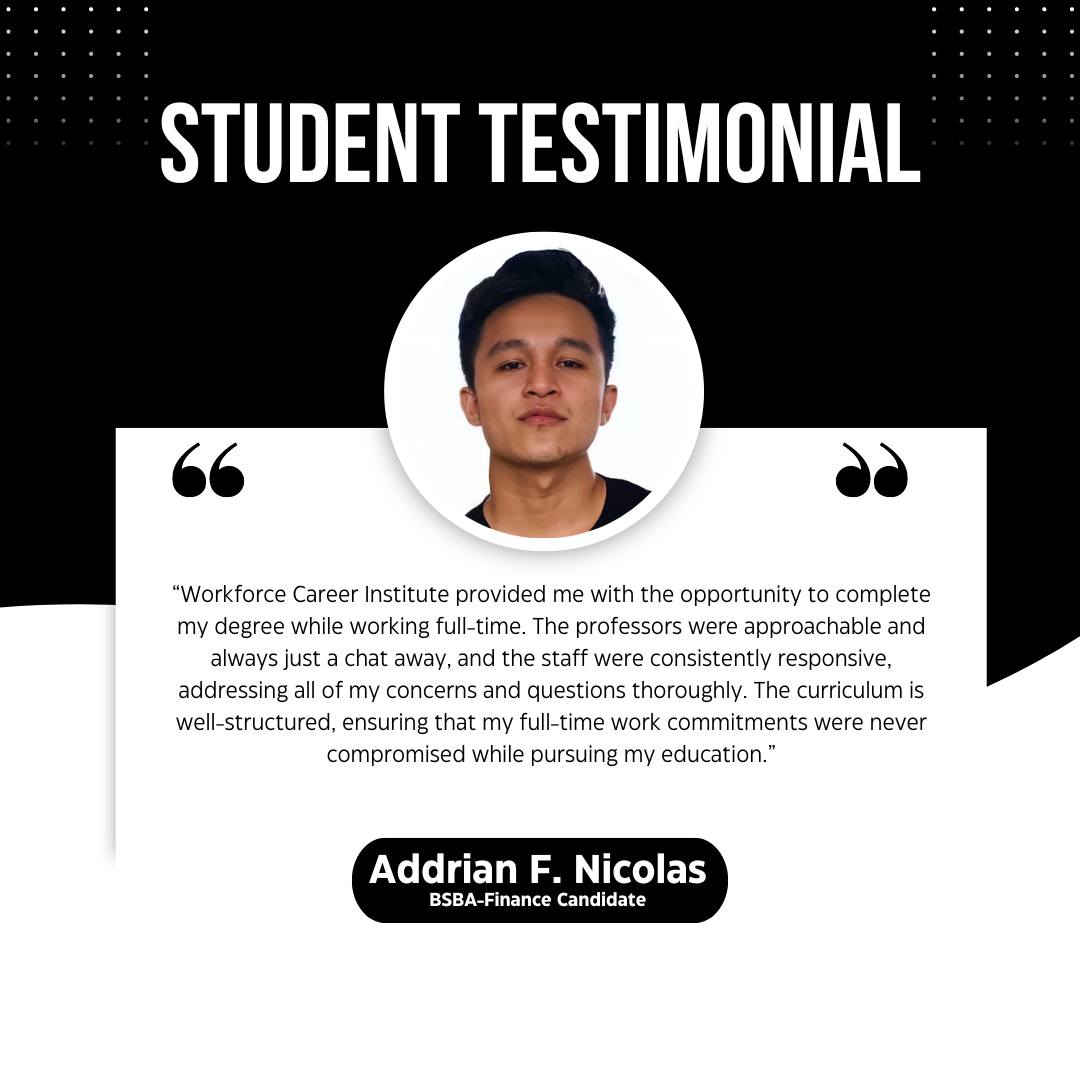 STUDENT TESTIMONIAL
“Workforce Career Institute provided me with the opportunity to complete
my degree while working full-time. The professors were approachable and
always just a chat away, and the staff were consistently responsive,
addressing all of my concerns and questions thoroughly. The curriculum is
well-structured, ensuring that my full-time work commitments were never
compromised while pursuing my education.”
Addrian F. Nicolas
BSBA-Finance Candidate